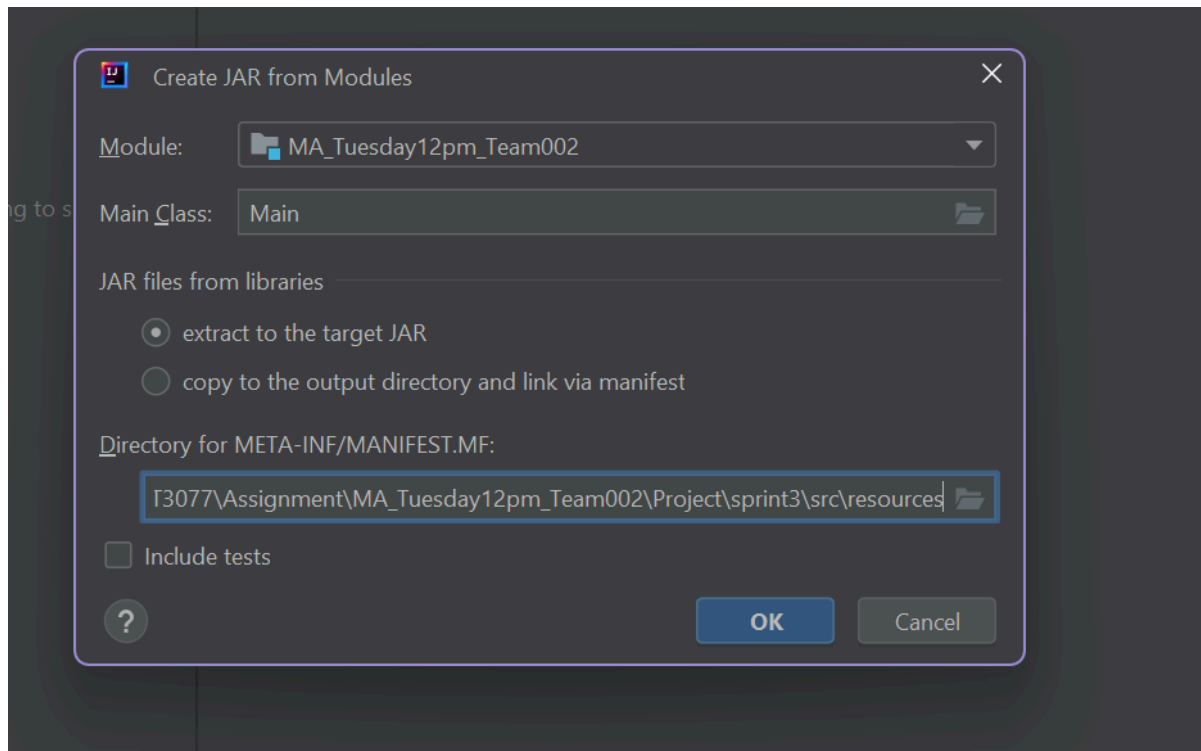 Create JAR from Modules
Module: MA_Tuesday12pm_Team002
ng to s
Main Class: Main
JAR files from libraries
extract to the target JAR
copy to the output directory and link via manifest
Directory for META-INF/MANIFEST.MF:
T3077\Assignment\MA_Tuesday12pm_Team002\Project\sprint3\src\resources
Include tests
? OK Cancel